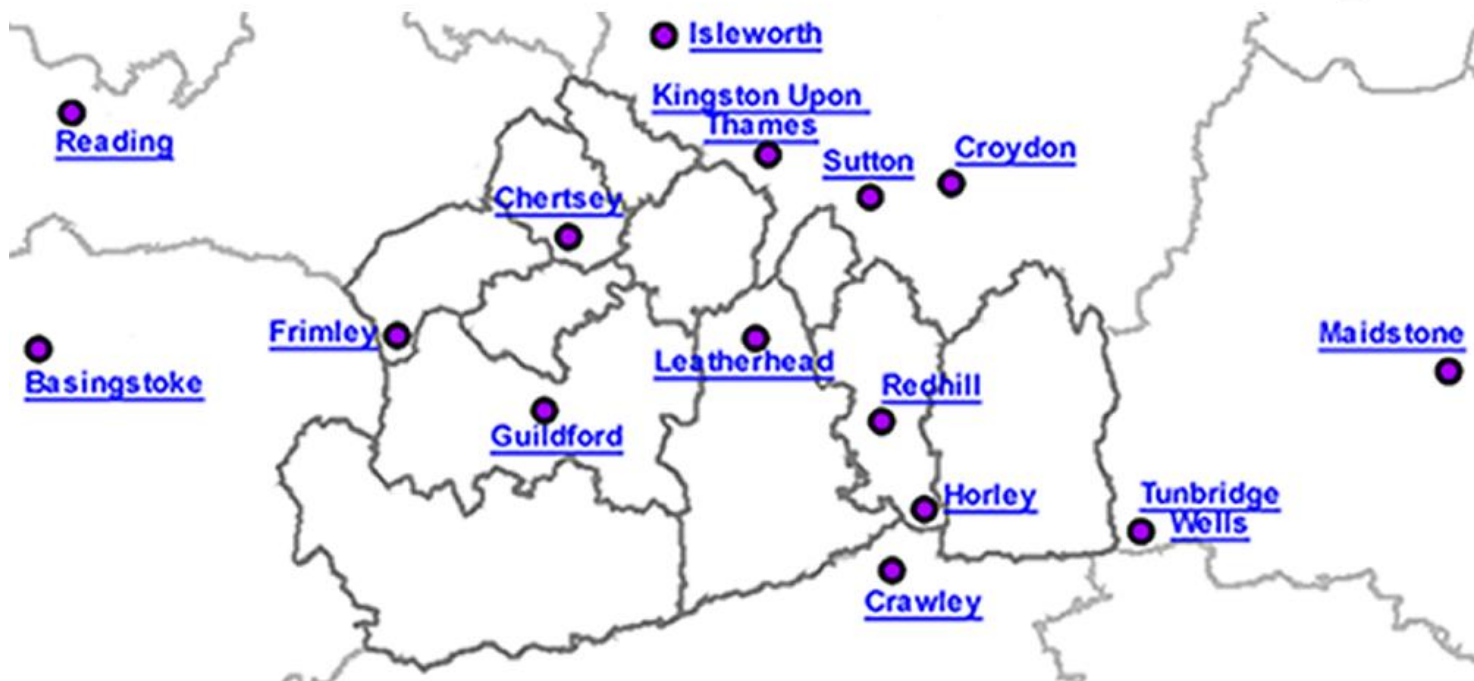 Isleworth
Kingston Upon
Thames
Reading
Sutton
Croydon
Chertsey
Frimley
Maidstone
Leatherhead
Basingstoke
Redhill
Guildford
Horley
Tunbridge
Wells
Crawley